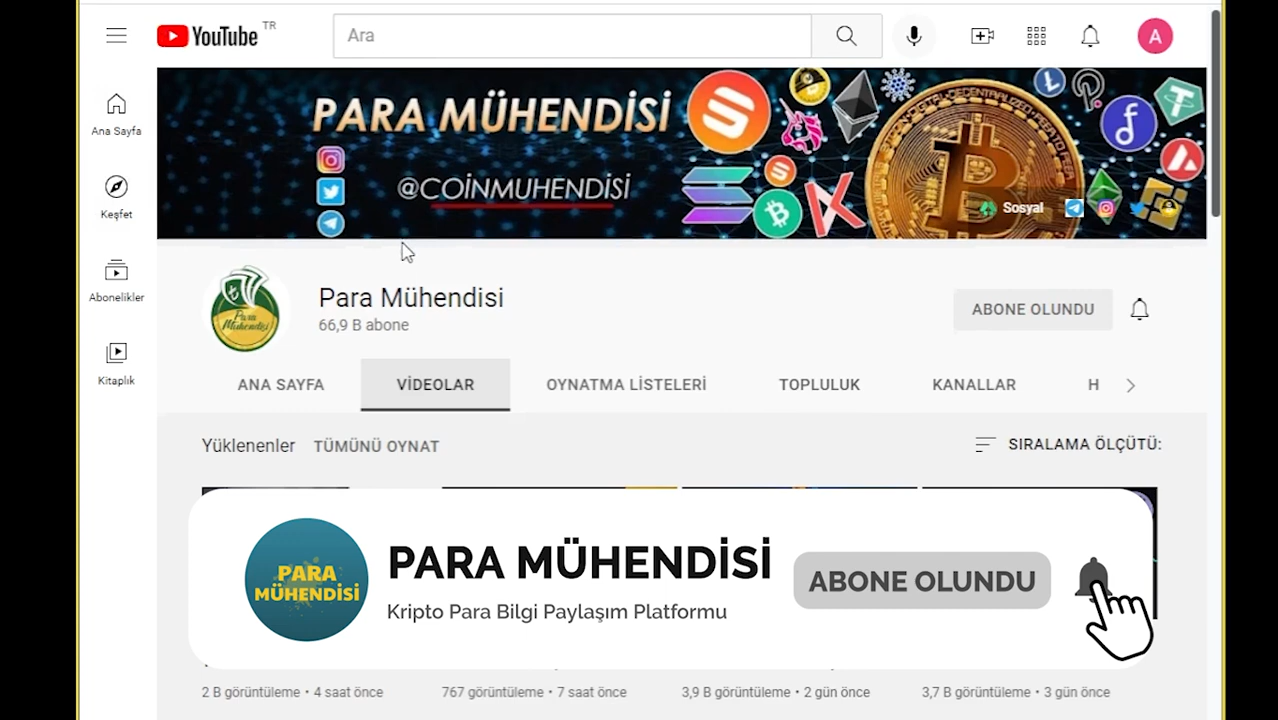 YouTube TR
Ara
A
Ana Sayfa
Keşfet
Abonelikler
Kitaplık
PARA MÜHENDİSİ
@COİNMUHENDİSİ
Sosyal
Para Mühendisi
Para Mühendisi
66,9 B abone
ABONE OLUNDU
ANA SAYFA
VİDEOLAR
OYNATMA LİSTELERİ
TOPLULUK
KANALLAR
H
Yüklenenler
TÜMÜNÜ OYNAT
SIRALAMA ÖLÇÜTÜ:
PARA
MÜHENDİSİ
PARA MÜHENDİSİ
Kripto Para Bilgi Paylaşım Platformu
ABONE OLUNDU
2 B görüntüleme • 4 saat önce
767 görüntüleme • 7 saat önce
3,9 B görüntüleme • 2 gün önce
3,7 B görüntüleme • 3 gün önce